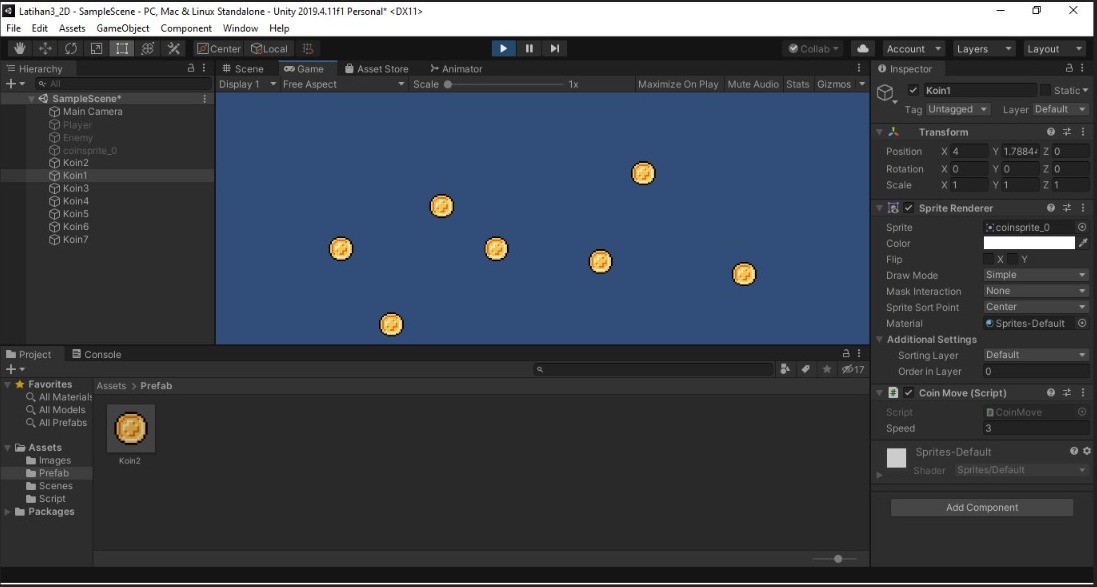 Latihan3_2D - SampleScene - PC, Mac & Linux Standalone - Unity 2019.4.11f1 Personal* <DX11>
File Edit Assets GameObject Component Window Help
Center Local Collab Account Layers Layout
Hierarchy
All
SampleScene*
Main Camera
Player
Enemy
coinsprite_0
Koin2
Koin1
Koin3
Koin4
Koin5
Koin6
Koin7
Scene Game Asset Store Animator
Display 1 Free Aspect Scale 1x Maximize On Play Mute Audio Stats Gizmos
Inspector
Koin1 Static
Tag Untagged Layer Default
Transform
Position X 4 Y 1.7884 Z 0
Rotation X 0 Y 0 Z 0
Scale X 1 Y 1 Z 1
Sprite Renderer
Sprite coinsprite_0
Color
Flip X Y
Draw Mode Simple
Mask Interaction None
Sprite Sort Point Center
Material Sprites-Default
Additional Settings
Sorting Layer Default
Order in Layer 0
Coin Move (Script)
Script CoinMove
Speed 3
Sprites-Default
Shader Sprites/Default
Add Component
Project Console
17
Favorites
All Materials
All Models
All Prefabs
Assets
Images
Prefab
Scenes
Script
Packages
Assets > Prefab
Koin2